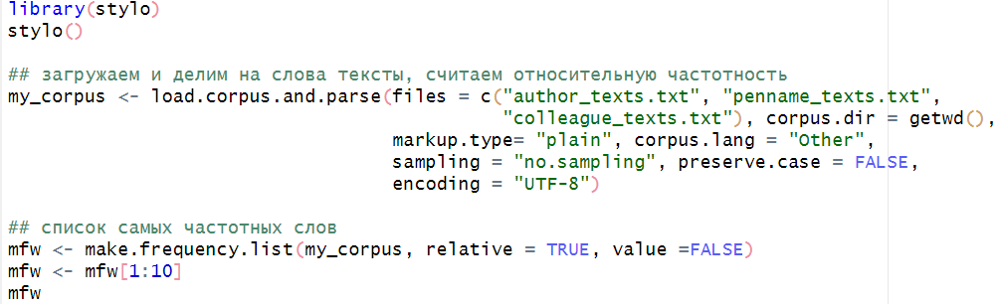 library(stylo)
stylo()
## загружаем и делим на слова тексты, считаем относительную частотность
my_corpus <- load.corpus.and.parse(files = c("author_texts.txt", "penname_texts.txt",
"colleague_texts.txt"), corpus.dir = getwd(),
markup.type= "plain", corpus.lang = "Other",
sampling = "no.sampling", preserve.case = FALSE,
encoding = "UTF-8")
## список самых частотных слов
mfw <- make.frequency.list(my_corpus, relative = TRUE, value =FALSE)
mfw <- mfw[1:10]
mfw